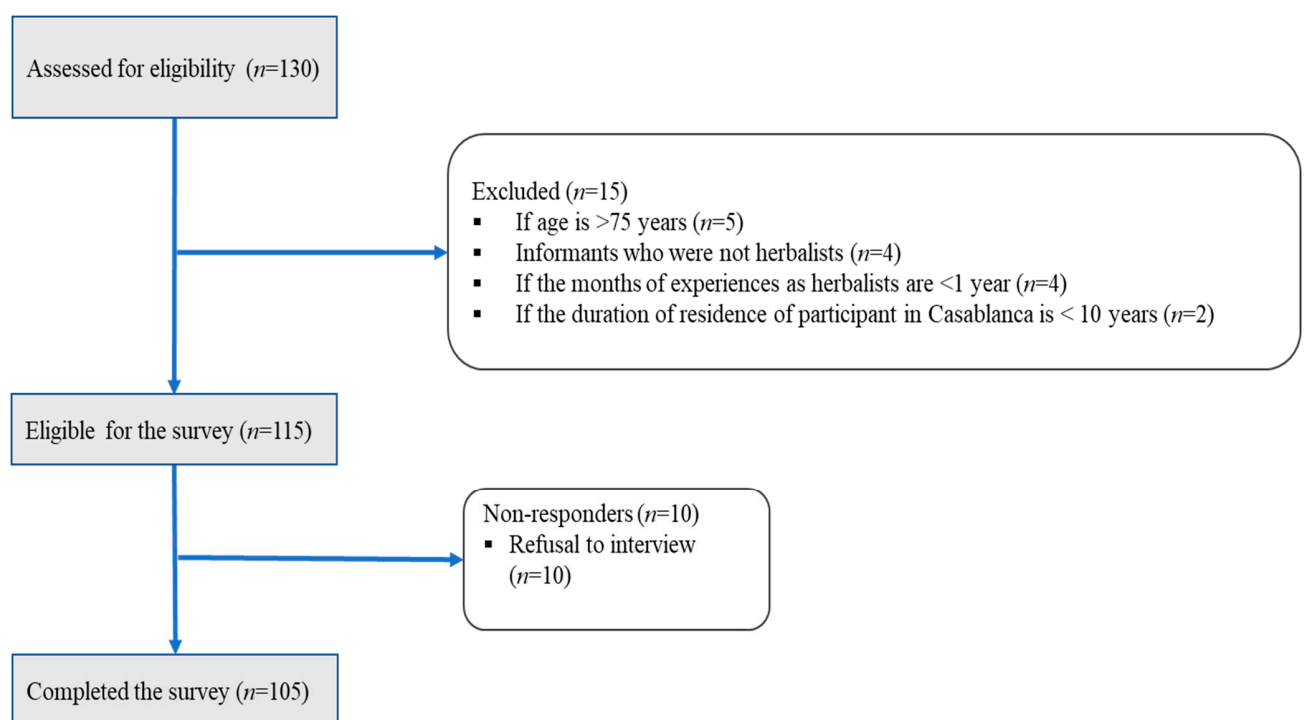 Assessed for eligibility (n=130)
Excluded (n=15)
▪ If age is >75 years (n=5)
▪ Informants who were not herbalists (n=4)
▪ If the months of experiences as herbalists are <1 year (n=4)
▪ If the duration of residence of participant in Casablanca is < 10 years (n=2)
Eligible for the survey (n=115)
Non-responders (n=10)
▪ Refusal to interview
(n=10)
Completed the survey (n=105)